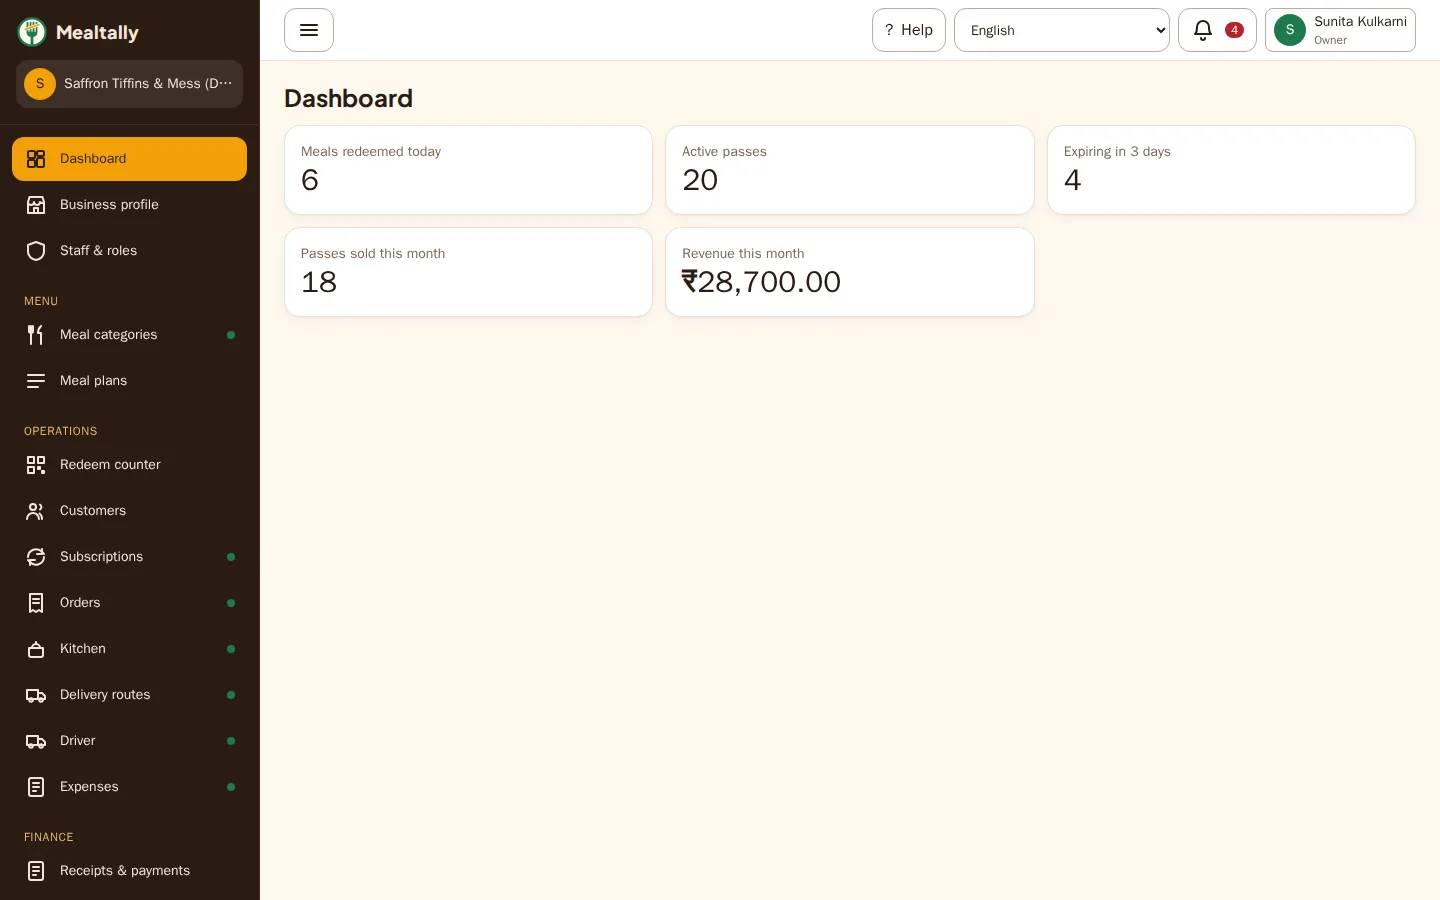 Mealtally
S
Saffron Tiffins & Mess (D···
Dashboard
Business profile
Staff & roles
MENU
Meal categories
Meal plans
OPERATIONS
Redeem counter
Customers
Subscriptions
Orders
Kitchen
Delivery routes
Driver
Expenses
FINANCE
Receipts & payments
? Help
English
4
S
Sunita Kulkarni
Owner
Dashboard
Meals redeemed today
6
Active passes
20
Expiring in 3 days
4
Passes sold this month
18
Revenue this month
₹28,700.00